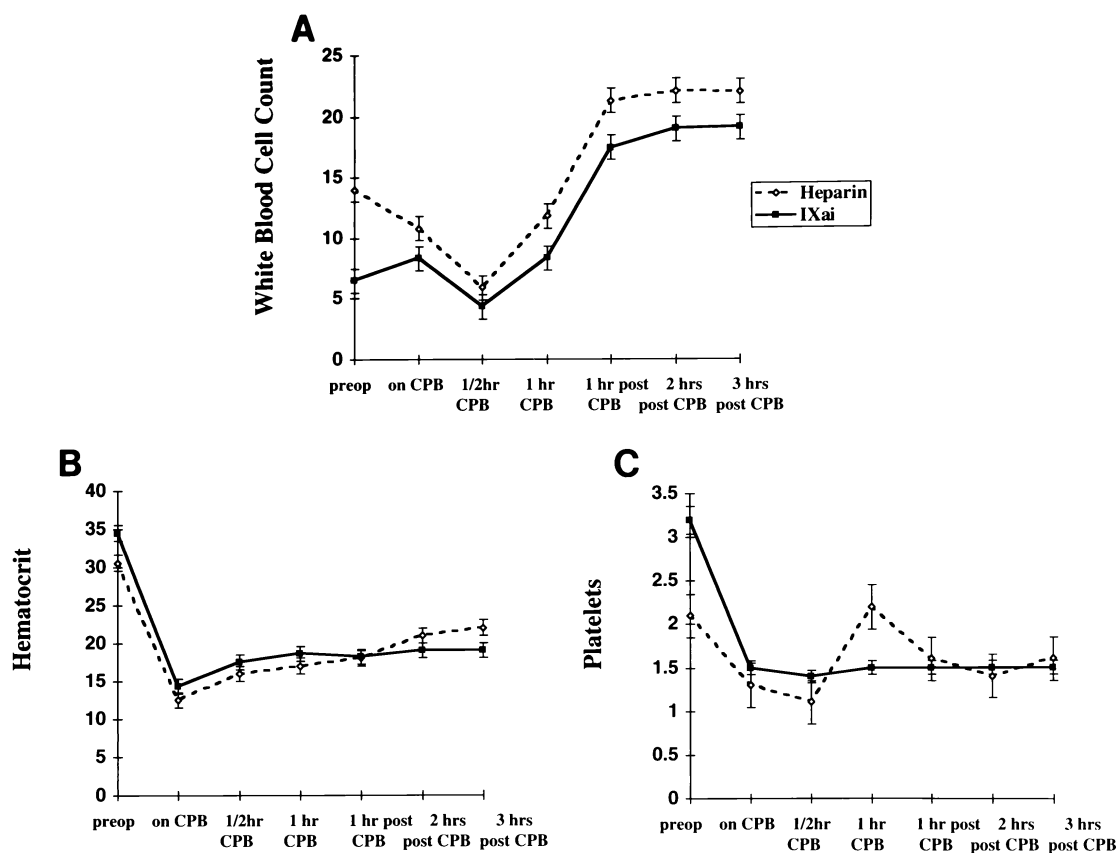 A
White Blood Cell Count
25
20
15
10
5
0
preop on CPB 1/2hr 1 hr 1 hr post 2 hrs 3 hrs
CPB CPB CPB post CPB post CPB
Heparin
IXai
B
Hematocrit
40
35
30
25
20
15
10
5
0
preop on CPB 1/2hr 1 hr 1 hr post 2 hrs 3 hrs
CPB CPB CPB post CPB post CPB
C
Platelets
3.5
3
2.5
2
1.5
1
0.5
0
preop on CPB 1/2hr 1 hr 1 hr post 2 hrs 3 hrs
CPB CPB CPB post CPB post CPB